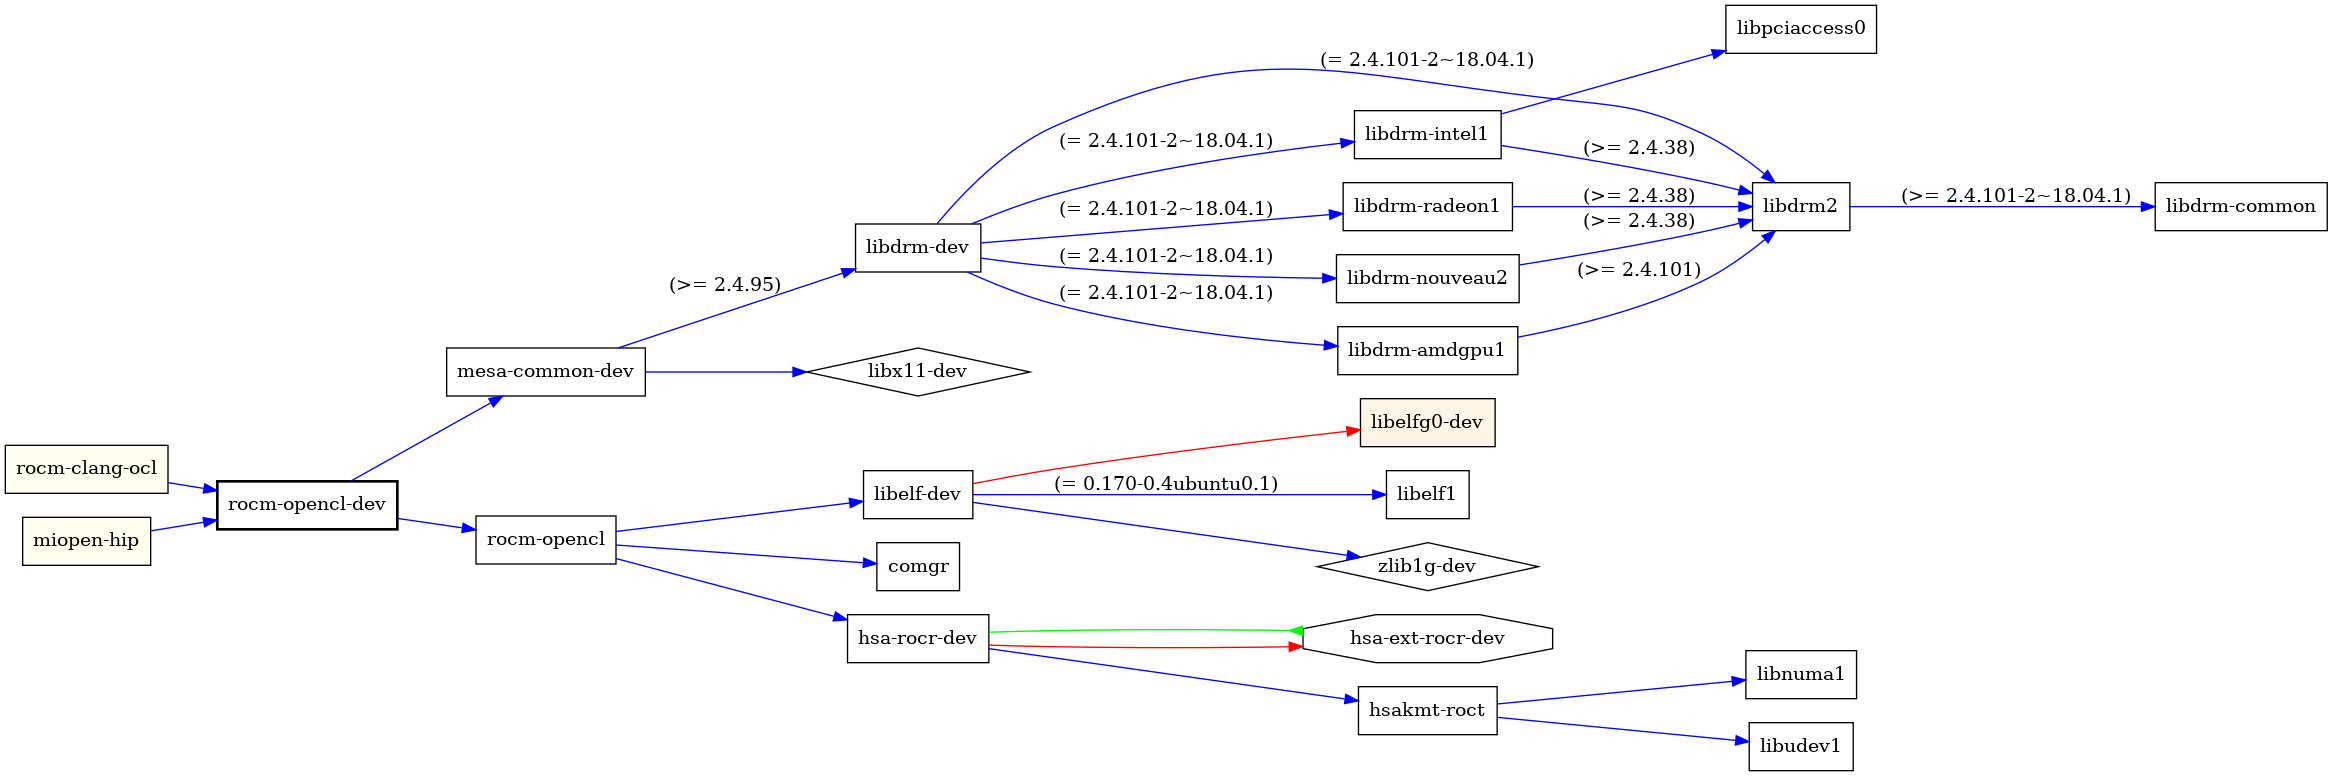 libpciaccess0
(= 2.4.101-2~18.04.1)
libdrm-intel1
(= 2.4.101-2~18.04.1)
(>= 2.4.38)
(>= 2.4.38)
(>= 2.4.101-2~18.04.1)
libdrm-radeon1
libdrm2
libdrm-common
(= 2.4.101-2~18.04.1)
(>= 2.4.38)
libdrm-dev
(= 2.4.101-2~18.04.1)
(>= 2.4.101)
libdrm-nouveau2
(>= 2.4.95)
(= 2.4.101-2~18.04.1)
libdrm-amdgpu1
mesa-common-dev
libx11-dev
libelfg0-dev
rocm-clang-ocl
(= 0.170-0.4ubuntu0.1)
libelf-dev
libelf1
rocm-opencl-dev
miopen-hip
rocm-opencl
comgr
zlib1g-dev
hsa-rocr-dev
hsa-ext-rocr-dev
libnuma1
hsakmt-roct
libudev1